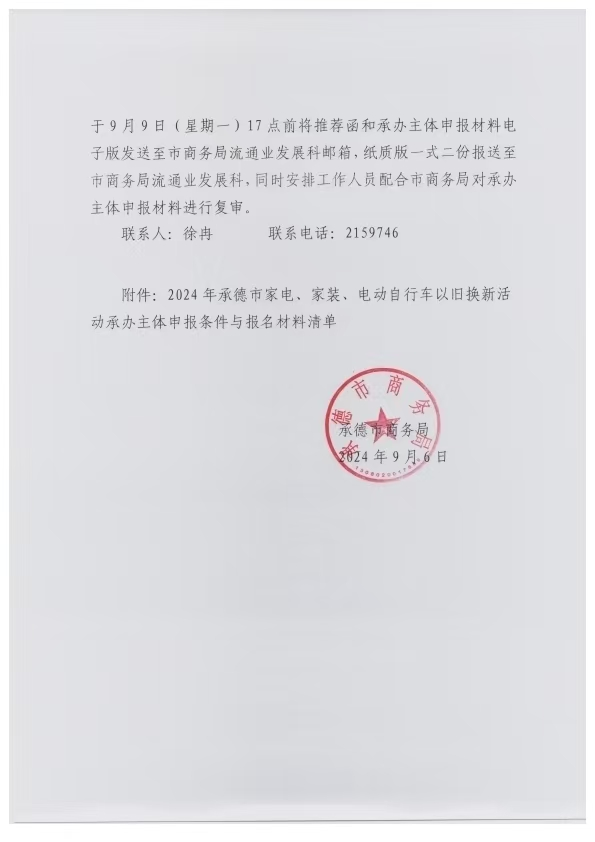 于9月9日（星期一）17点前将推荐函和承办主体申报材料电
子版发送至市商务局流通业发展科邮箱,纸质版一式二份报送至
市商务局流通业发展科,同时安排工作人员配合市商务局对承办
主体申报材料进行复审。
联系人：徐冉 联系电话：2159746
附件：2024年承德市家电、家装、电动自行车以旧换新活
动承办主体申报条件与报名材料清单
承德市商务局
承德市商务局
2024年9月6日